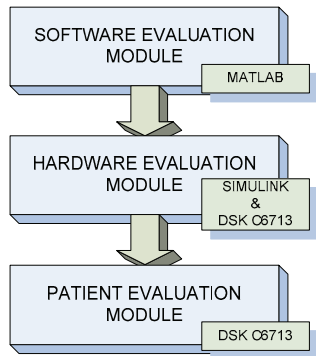 SOFTWARE EVALUATION
MODULE
MATLAB
HARDWARE EVALUATION
MODULE
SIMULINK
&
DSK C6713
PATIENT EVALUATION
MODULE
DSK C6713